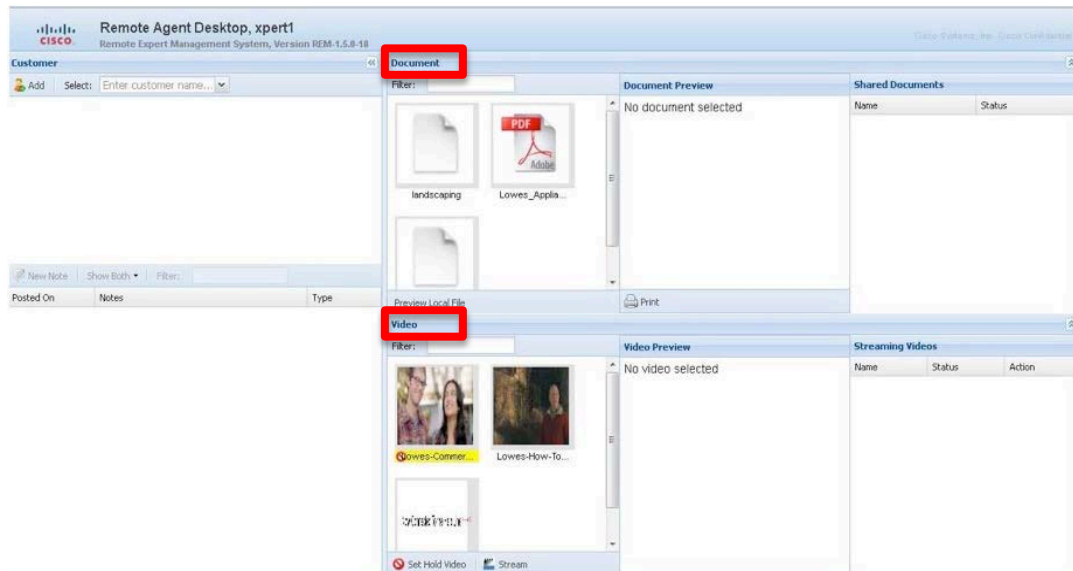 CISCO
Remote Agent Desktop, xpert1
Remote Expert Management System, Version REM-1.5.0-18
Customer
Add
Select:
Enter customer name...
New Note
Show Both
Filter:
Posted On
Notes
Type
Document
Filter:
landscaping
Lowes_Applia...
Preview Local File
Document Preview
No document selected
Print
Shared Documents
Name
Status
Video
Filter:
Lowes-Commer...
Lowes-How-To...
Set Hold Video
Stream
Video Preview
No video selected
Streaming Videos
Name
Status
Action
PDF
Adobe